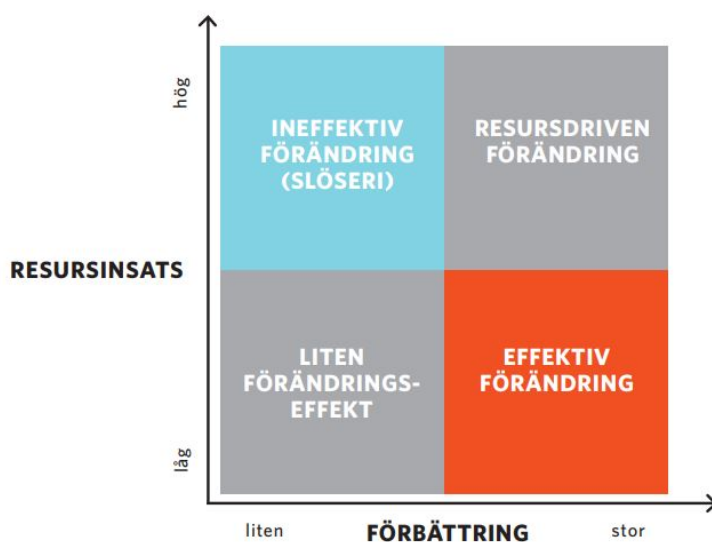 hög
INEFFEKTIV
FÖRÄNDRING
(SLÖSERI)
RESURSDRIVEN
FÖRÄNDRING
RESURSINSATS
LITEN
FÖRÄNDRINGS-
EFFEKT
EFFEKTIV
FÖRÄNDRING
låg
liten
FÖRBÄTTRING
stor